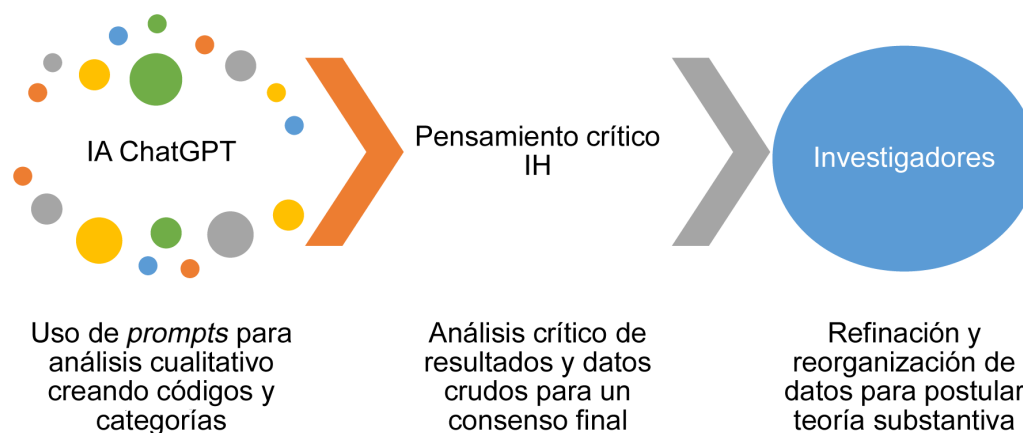 IA ChatGPT
Pensamiento crítico
IH
Investigadores
Uso de prompts para
análisis cualitativo
creando códigos y
categorías
Análisis crítico de
resultados y datos
crudos para un
consenso final
Refinación y
reorganización de
datos para postular
teoría substantiva